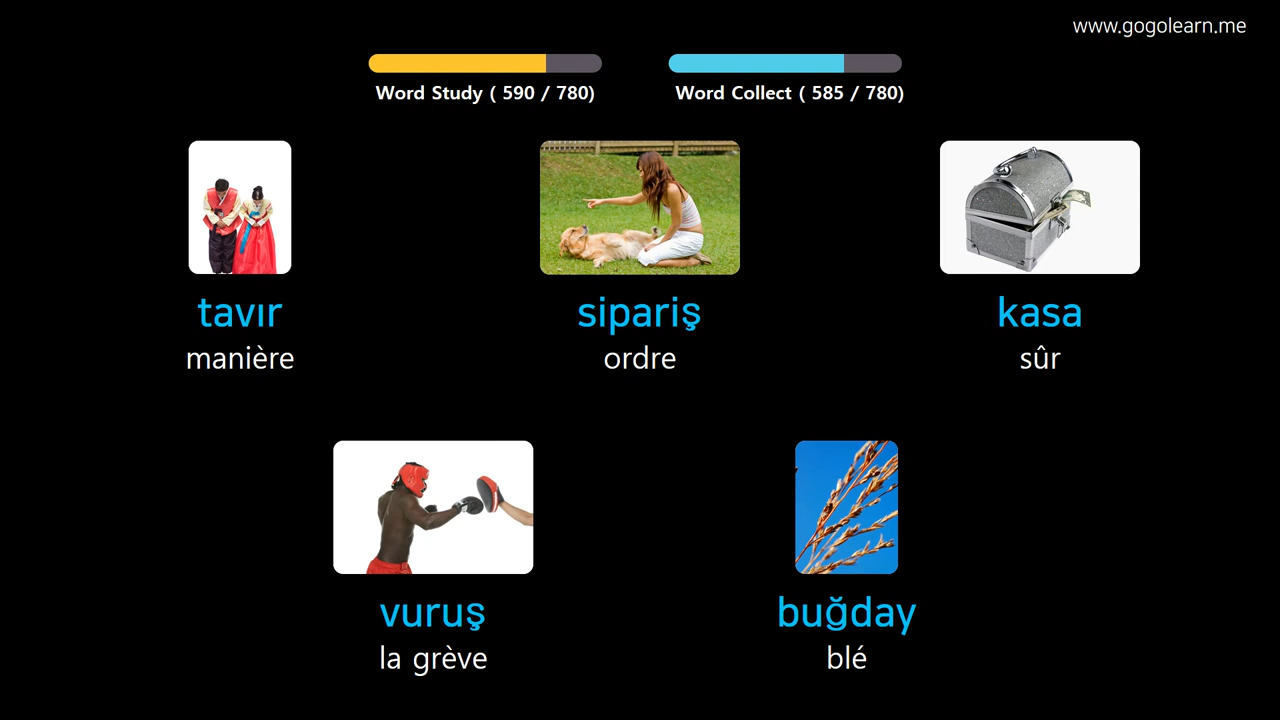 www.gogolearn.me
Word Study ( 590 / 780)
Word Collect ( 585 / 780)
tavır
manière
sipariş
ordre
kasa
sûr
vuruş
la grève
buğday
blé